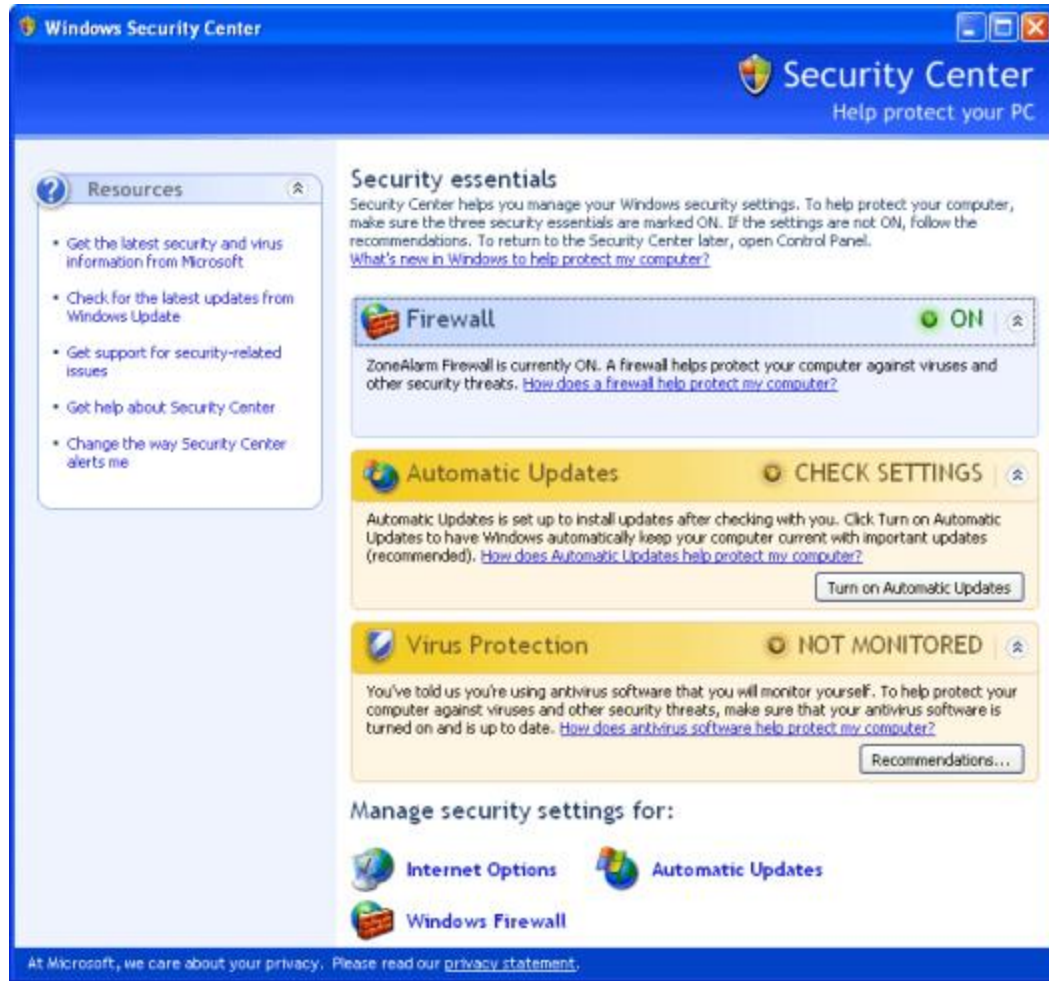 Windows Security Center
Security Center
Help protect your PC
Resources
Get the latest security and virus
information from Microsoft
Check for the latest updates from
Windows Update
Get support for security-related
issues
Get help about Security Center
Change the way Security Center
alerts me
Security essentials
Security Center helps you manage your Windows security settings. To help protect your computer,
make sure the three security essentials are marked ON. If the settings are not ON, follow the
recommendations. To return to the Security Center later, open Control Panel.
What's new in Windows to help protect my computer?
Firewall
ON
ZoneAlarm Firewall is currently ON. A firewall helps protect your computer against viruses and
other security threats. How does a firewall help protect my computer?
Automatic Updates
CHECK SETTINGS
Automatic Updates is set up to install updates after checking with you. Click Turn on Automatic
Updates to have Windows automatically keep your computer current with important updates
(recommended). How does Automatic Updates help protect my computer?
Turn on Automatic Updates
Virus Protection
NOT MONITORED
You've told us you're using antivirus software that you will monitor yourself. To help protect your
computer against viruses and other security threats, make sure that your antivirus software is
turned on and is up to date. How does antivirus software help protect my computer?
Recommendations...
Manage security settings for:
Internet Options
Automatic Updates
Windows Firewall
At Microsoft, we care about your privacy. Please read our privacy statement.